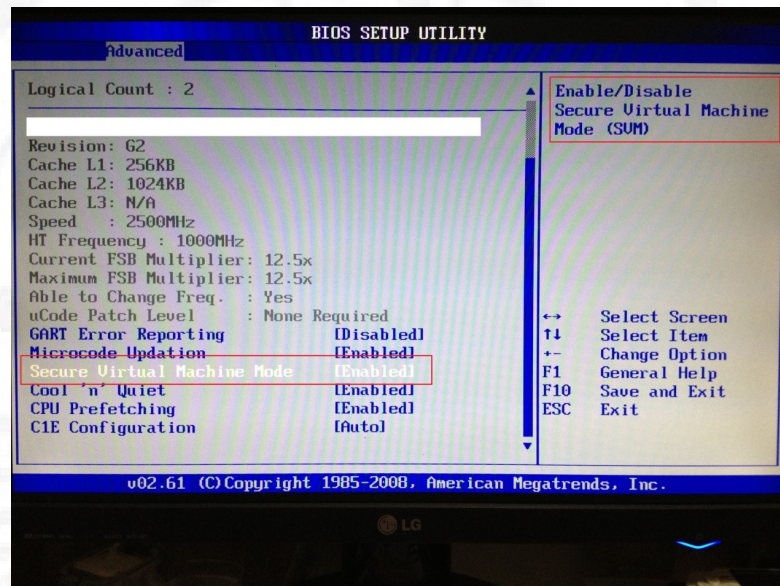 BIOS SETUP UTILITY
Advanced
Logical Count : 2
Revision: G2
Cache L1: 256KB
Cache L2: 1024KB
Cache L3: N/A
Speed : 2500MHz
HT Frequency : 1000MHz
Current FSB Multiplier: 12.5x
Maximum FSB Multiplier: 12.5x
Able to Change Freq. : Yes
uCode Patch Level : None Required
GART Error Reporting [Disabled]
Microcode Updation [Enabled]
Secure Virtual Machine Mode [Enabled]
Cool 'n' Quiet [Enabled]
CPU Prefetching [Enabled]
C1E Configuration [Auto]
Enable/Disable
Secure Virtual Machine
Mode (SVM)
↔ Select Screen
↑↓ Select Item
+- Change Option
F1 General Help
F10 Save and Exit
ESC Exit
v02.61 (C)Copyright 1985-2008, American Megatrends, Inc.
LG